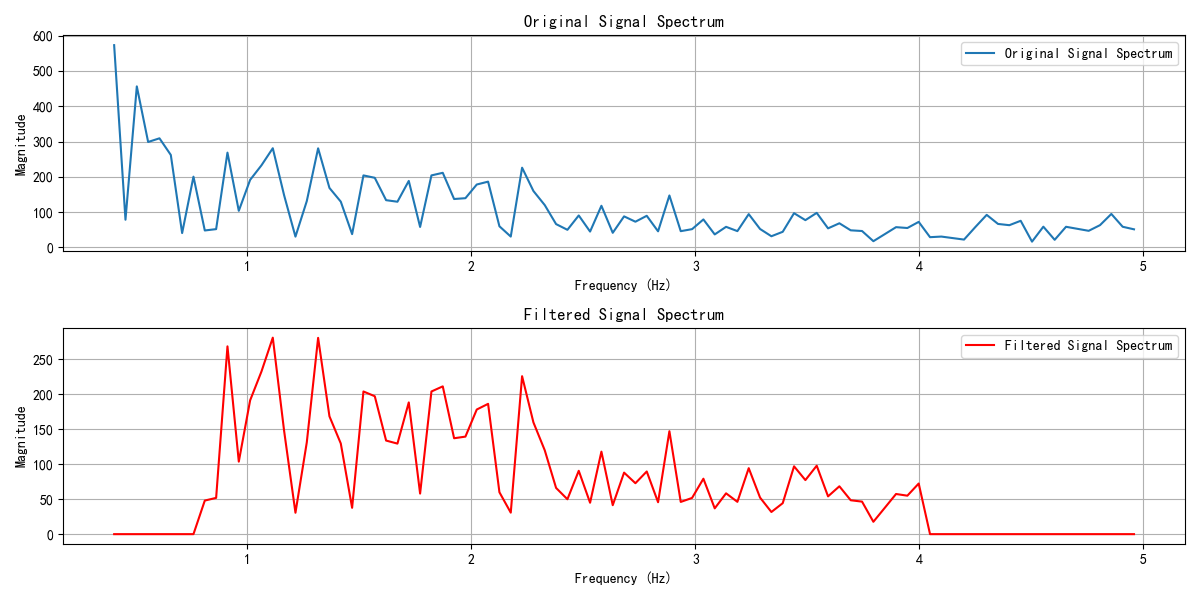 Original Signal Spectrum
600
500
400
300
200
100
0
Magnitude
Original Signal Spectrum
1
2
3
4
5
Frequency (Hz)
Filtered Signal Spectrum
250
200
150
100
50
0
Magnitude
Filtered Signal Spectrum
1
2
3
4
5
Frequency (Hz)